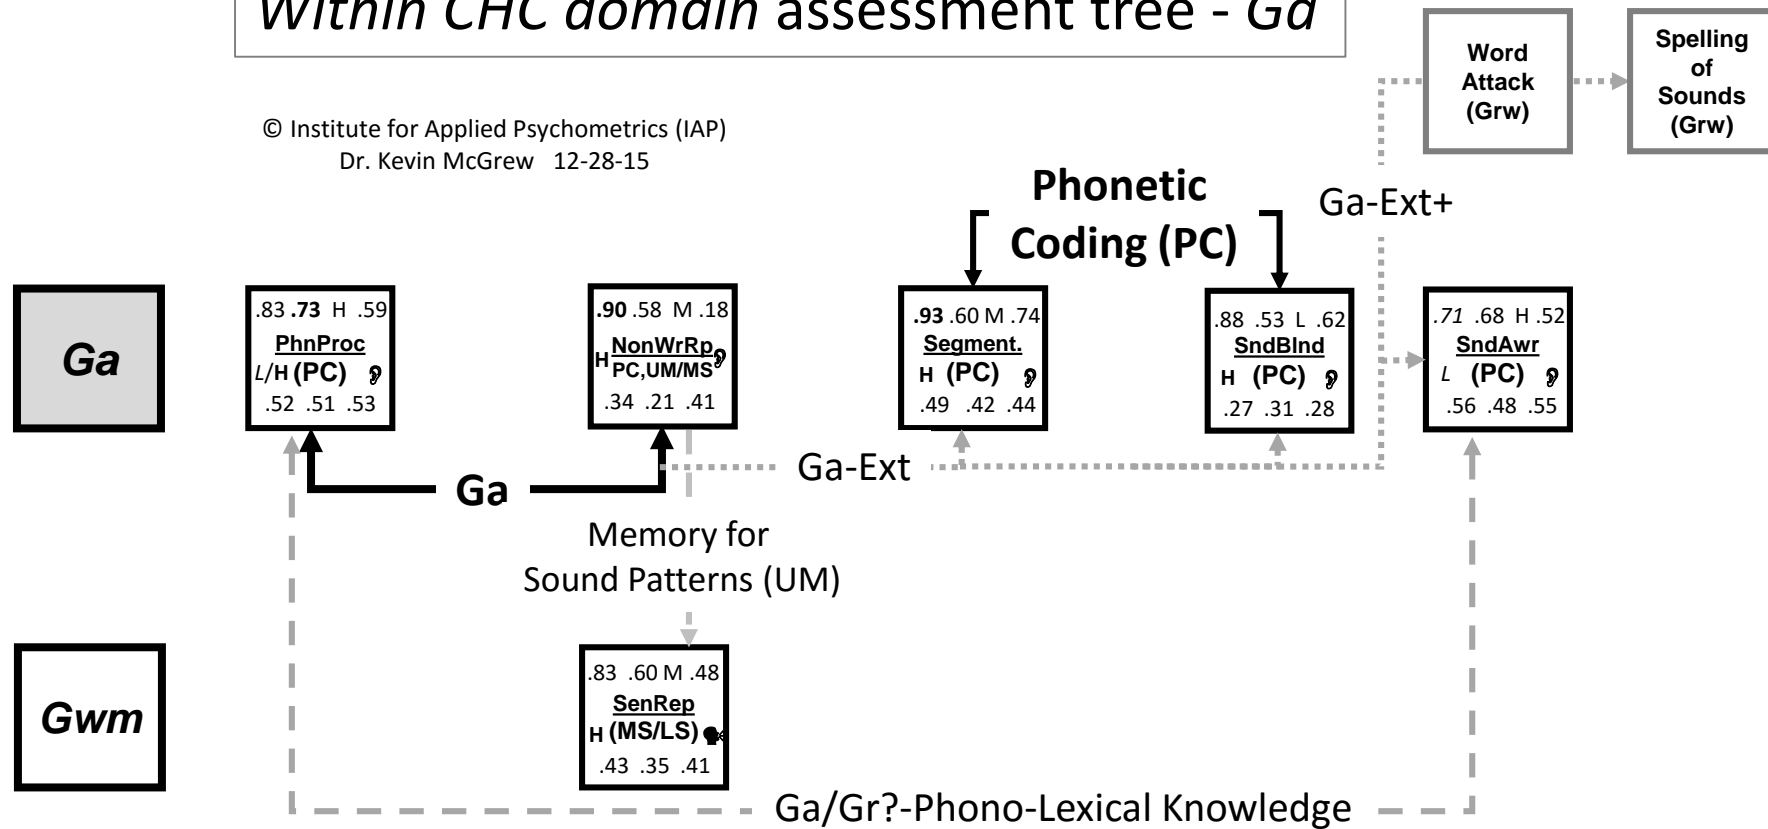 Within CHC domain assessment tree - Ga
Word
Attack
(Grw)
Spelling
of
Sounds
(Grw)
© Institute for Applied Psychometrics (IAP)
Dr. Kevin McGrew 12-28-15
Phonetic
Coding (PC)
Ga-Ext+
Ga
.83 .73 H .59
PhnProc
L/H (PC)
.52 .51 .53
.90 .58 M .18
H NonWrRp
PC,UM/MS
.34 .21 .41
.93 .60 M .74
Segment.
H (PC)
.49 .42 .44
.88 .53 L .62
SndBlnd
H (PC)
.27 .31 .28
.71 .68 H .52
SndAwr
L (PC)
.56 .48 .55
Ga-Ext
Ga
Memory for
Sound Patterns (UM)
Gwm
.83 .60 M .48
SenRep
H (MS/LS)
.43 .35 .41
Ga/Gr?-Phono-Lexical Knowledge